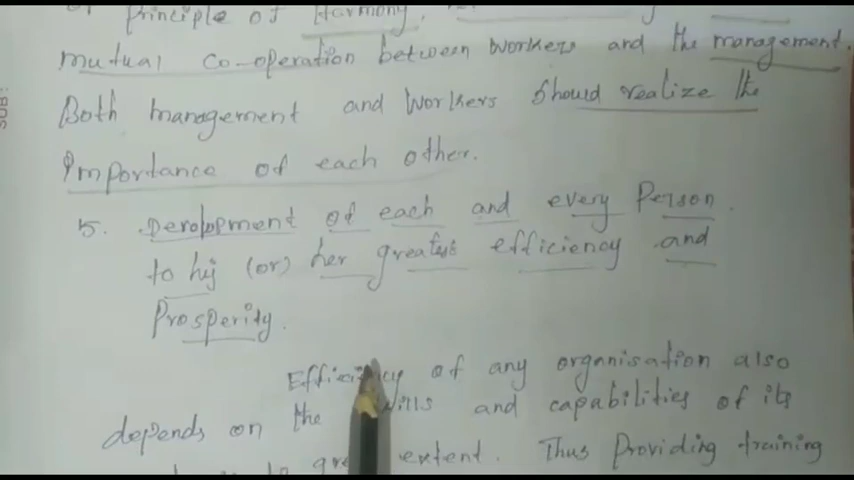 Principle of Harmony,
mutual co-operation between workers and the management.
Both management and workers should realize the
Importance of each other.
5. Derolopment of each and every Person
to his (or) her greatest efficiency and
Prosperity.
Efficiency of any organisation also
depends on the and capabilities of its
extent. Thus Providing training